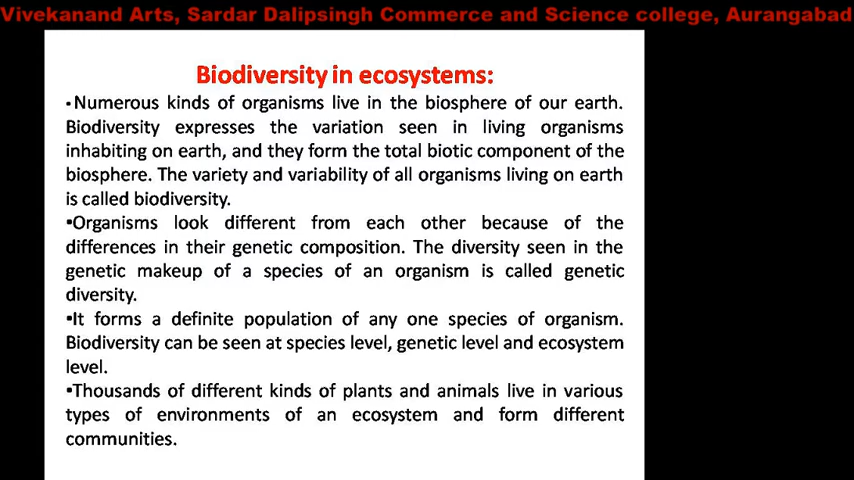 Vivekanand Arts, Sardar Dalipsingh Commerce and Science college, Aurangabad
Biodiversity in ecosystems:
•Numerous kinds of organisms live in the biosphere of our earth.
Biodiversity expresses the variation seen in living organisms
inhabiting on earth, and they form the total biotic component of the
biosphere. The variety and variability of all organisms living on earth
is called biodiversity.
•Organisms look different from each other because of the
differences in their genetic composition. The diversity seen in the
genetic makeup of a species of an organism is called genetic
diversity.
•It forms a definite population of any one species of organism.
Biodiversity can be seen at species level, genetic level and ecosystem
level.
•Thousands of different kinds of plants and animals live in various
types of environments of an ecosystem and form different
communities.